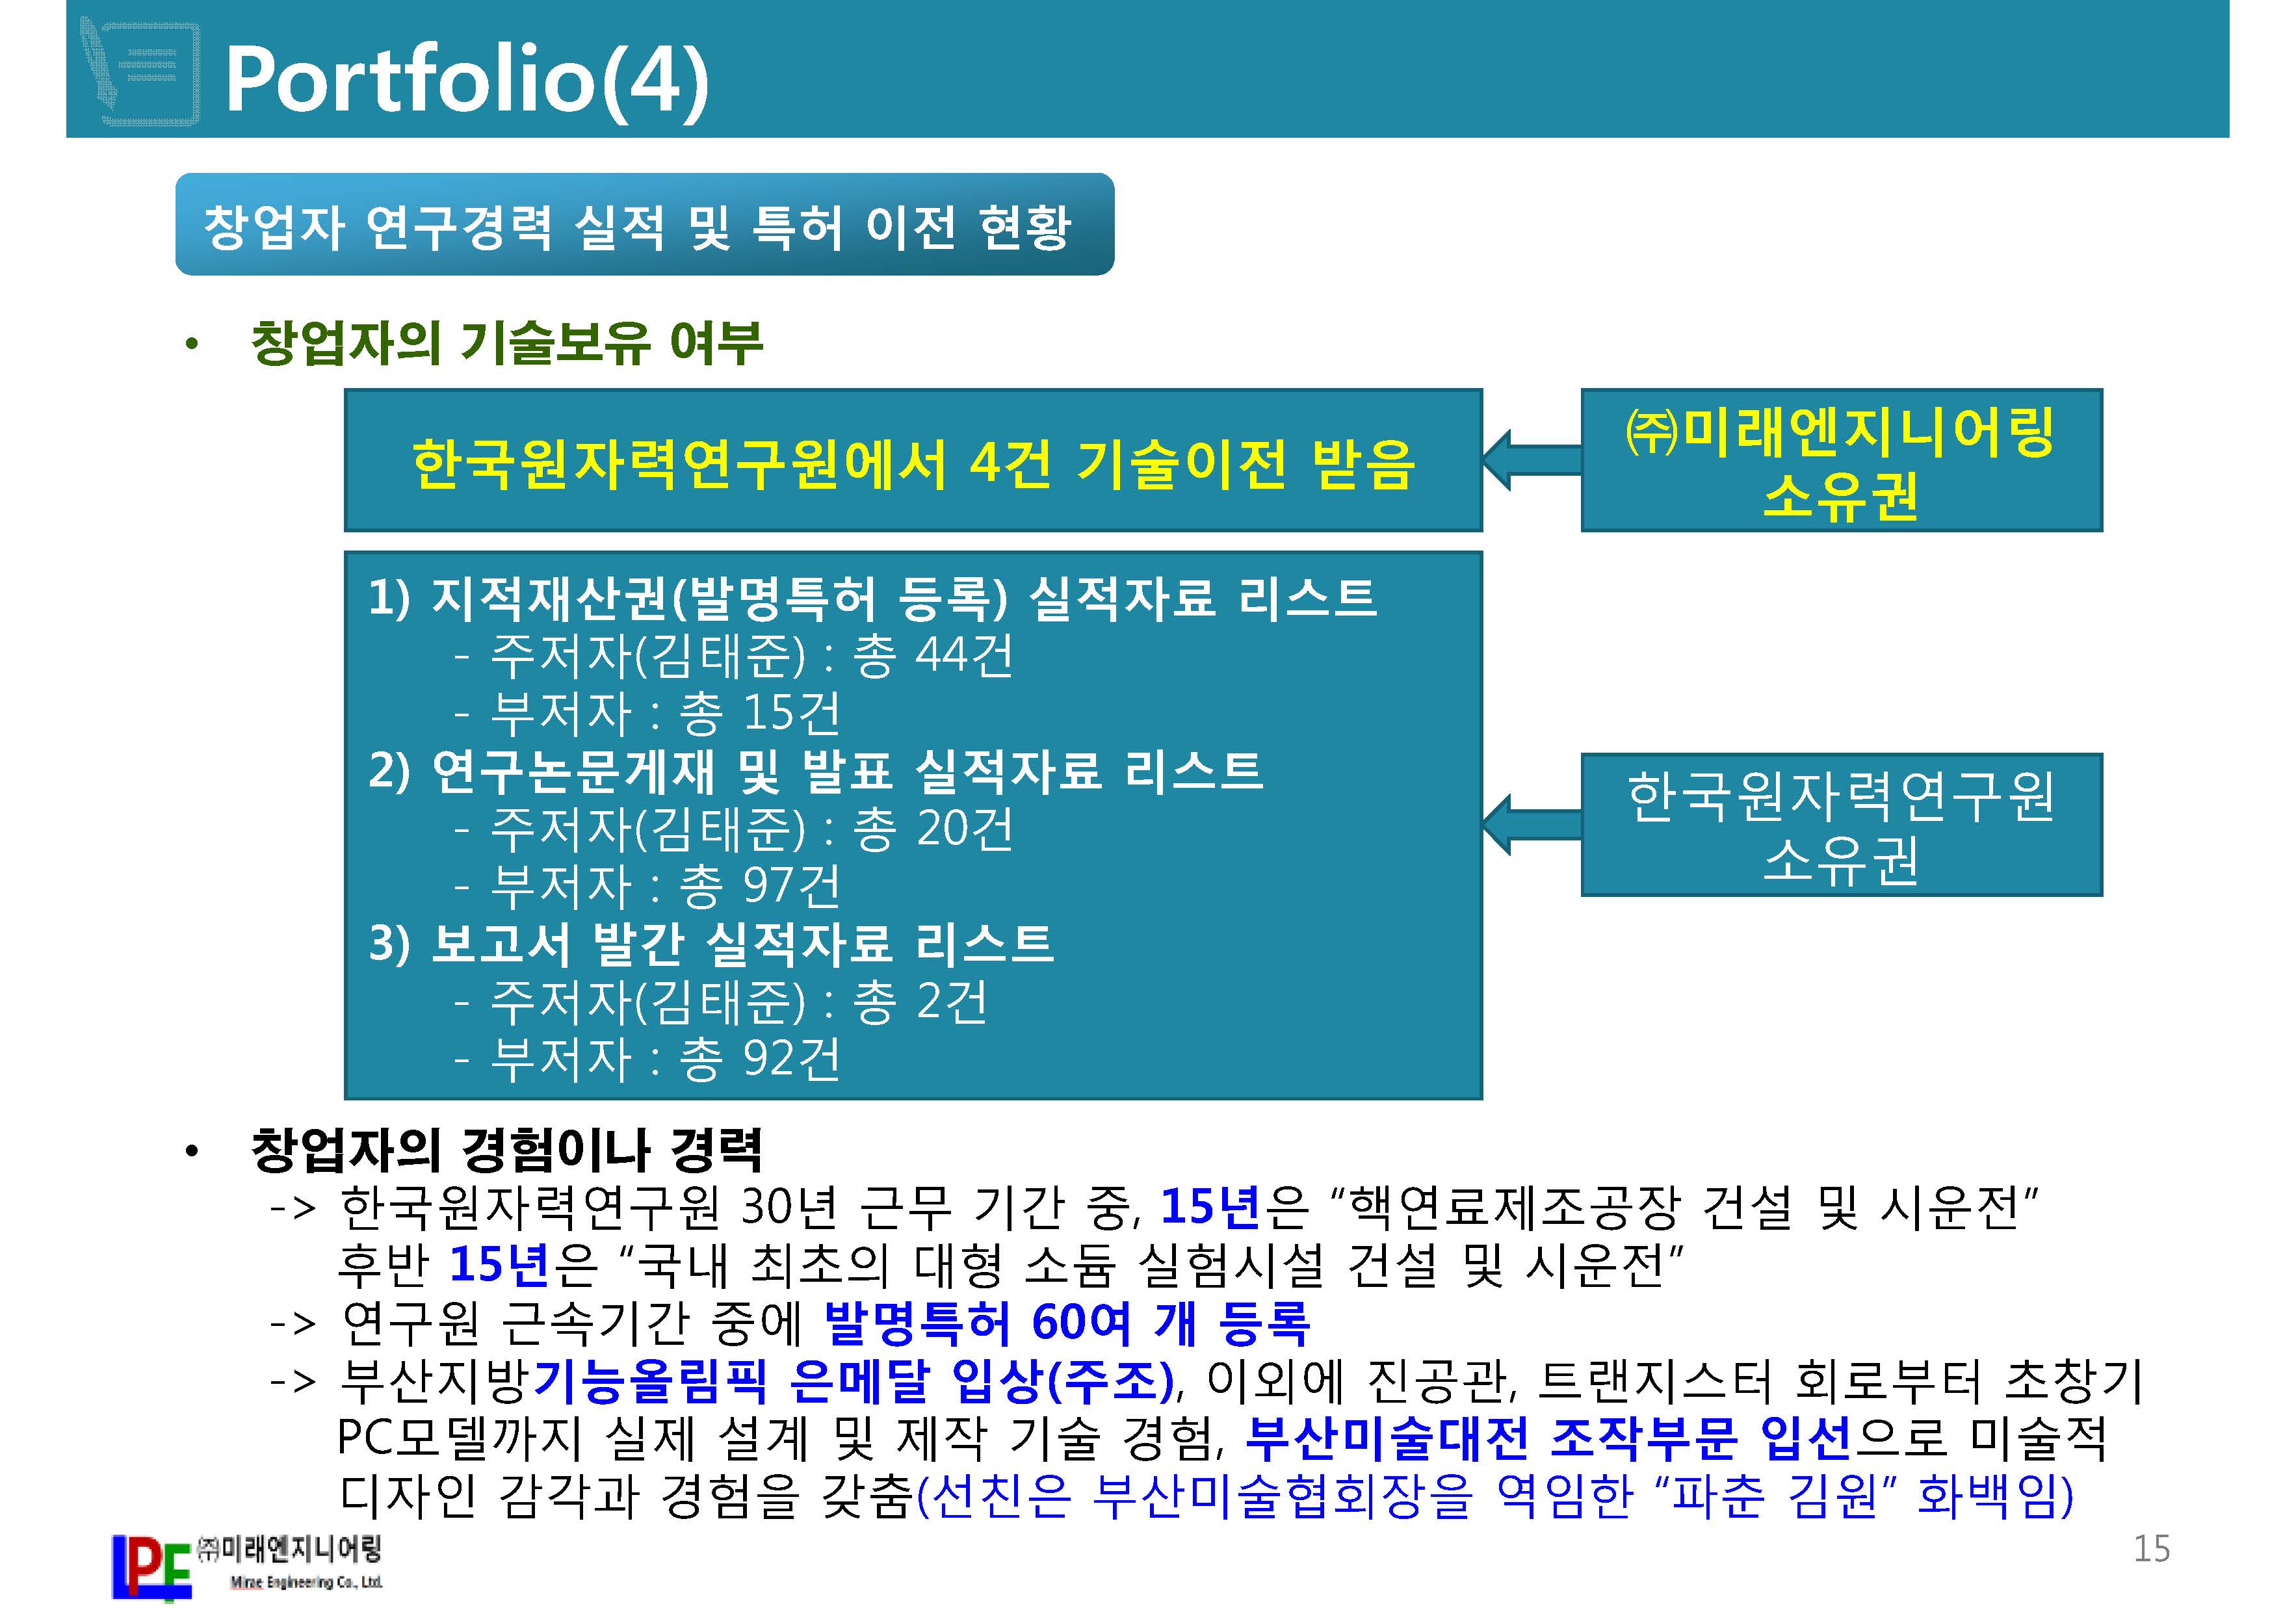 Portfolio(4)
창업자 연구경력 실적 및 특허 이전 현황
• 창업자의 기술보유 여부
한국원자력연구원에서 4건 기술이전 받음
㈜미래엔지니어링
소유권
1) 지적재산권(발명특허 등록) 실적자료 리스트
- 주저자(김태준) : 총 44건
- 부저자 : 총 15건
2) 연구논문게재 및 발표 실적자료 리스트
- 주저자(김태준) : 총 20건
- 부저자 : 총 97건
3) 보고서 발간 실적자료 리스트
- 주저자(김태준) : 총 2건
- 부저자 : 총 92건
한국원자력연구원
소유권
• 창업자의 경험이나 경력
-> 한국원자력연구원 30년 근무 기간 중, 15년은 “핵연료제조공장 건설 및 시운전”
후반 15년은 “국내 최초의 대형 소듐 실험시설 건설 및 시운전”
-> 연구원 근속기간 중에 발명특허 60여 개 등록
-> 부산지방기능올림픽 은메달 입상(주조), 이외에 진공관, 트랜지스터 회로부터 초창기
PC모델까지 실제 설계 및 제작 기술 경험, 부산미술대전 조작부문 입선으로 미술적
디자인 감각과 경험을 갖춤(선친은 부산미술협회장을 역임한 “파춘 김원” 화백임)
LPF ㈜미래엔지니어링
Mirae Engineering Co., Ltd.
15